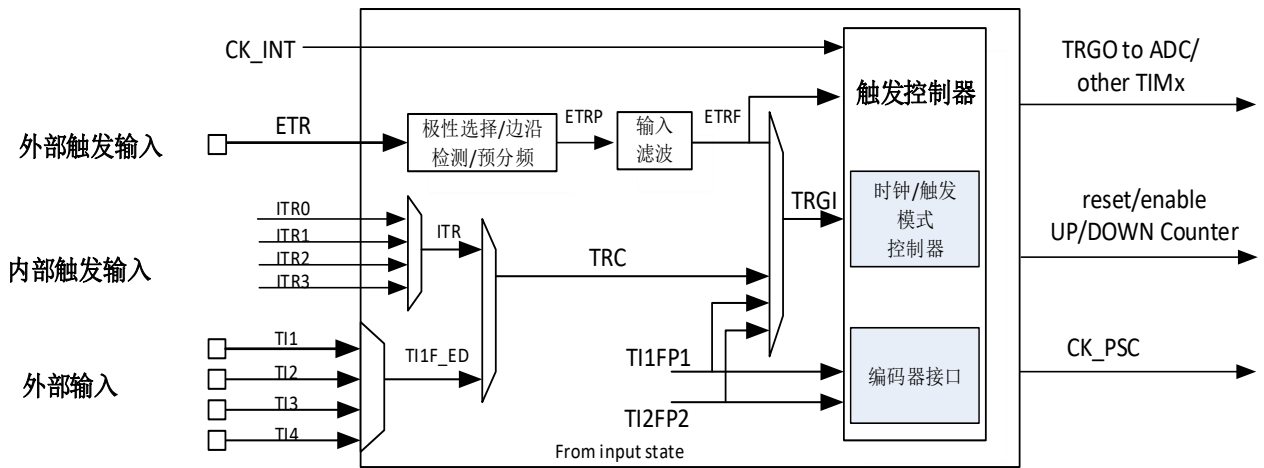 CK_INT
TRGO to ADC/
other TIMx
触发控制器
外部触发输入
ETR
极性选择/边沿
检测/预分频
ETRP
输入
滤波
ETRF
TRGI
时钟/触发
模式
控制器
reset/enable
UP/DOWN Counter
内部触发输入
ITR0
ITR1
ITR2
ITR3
ITR
TRC
外部输入
TI1
TI2
TI3
TI4
TI1F_ED
TI1FP1
TI2FP2
编码器接口
CK_PSC
From input state